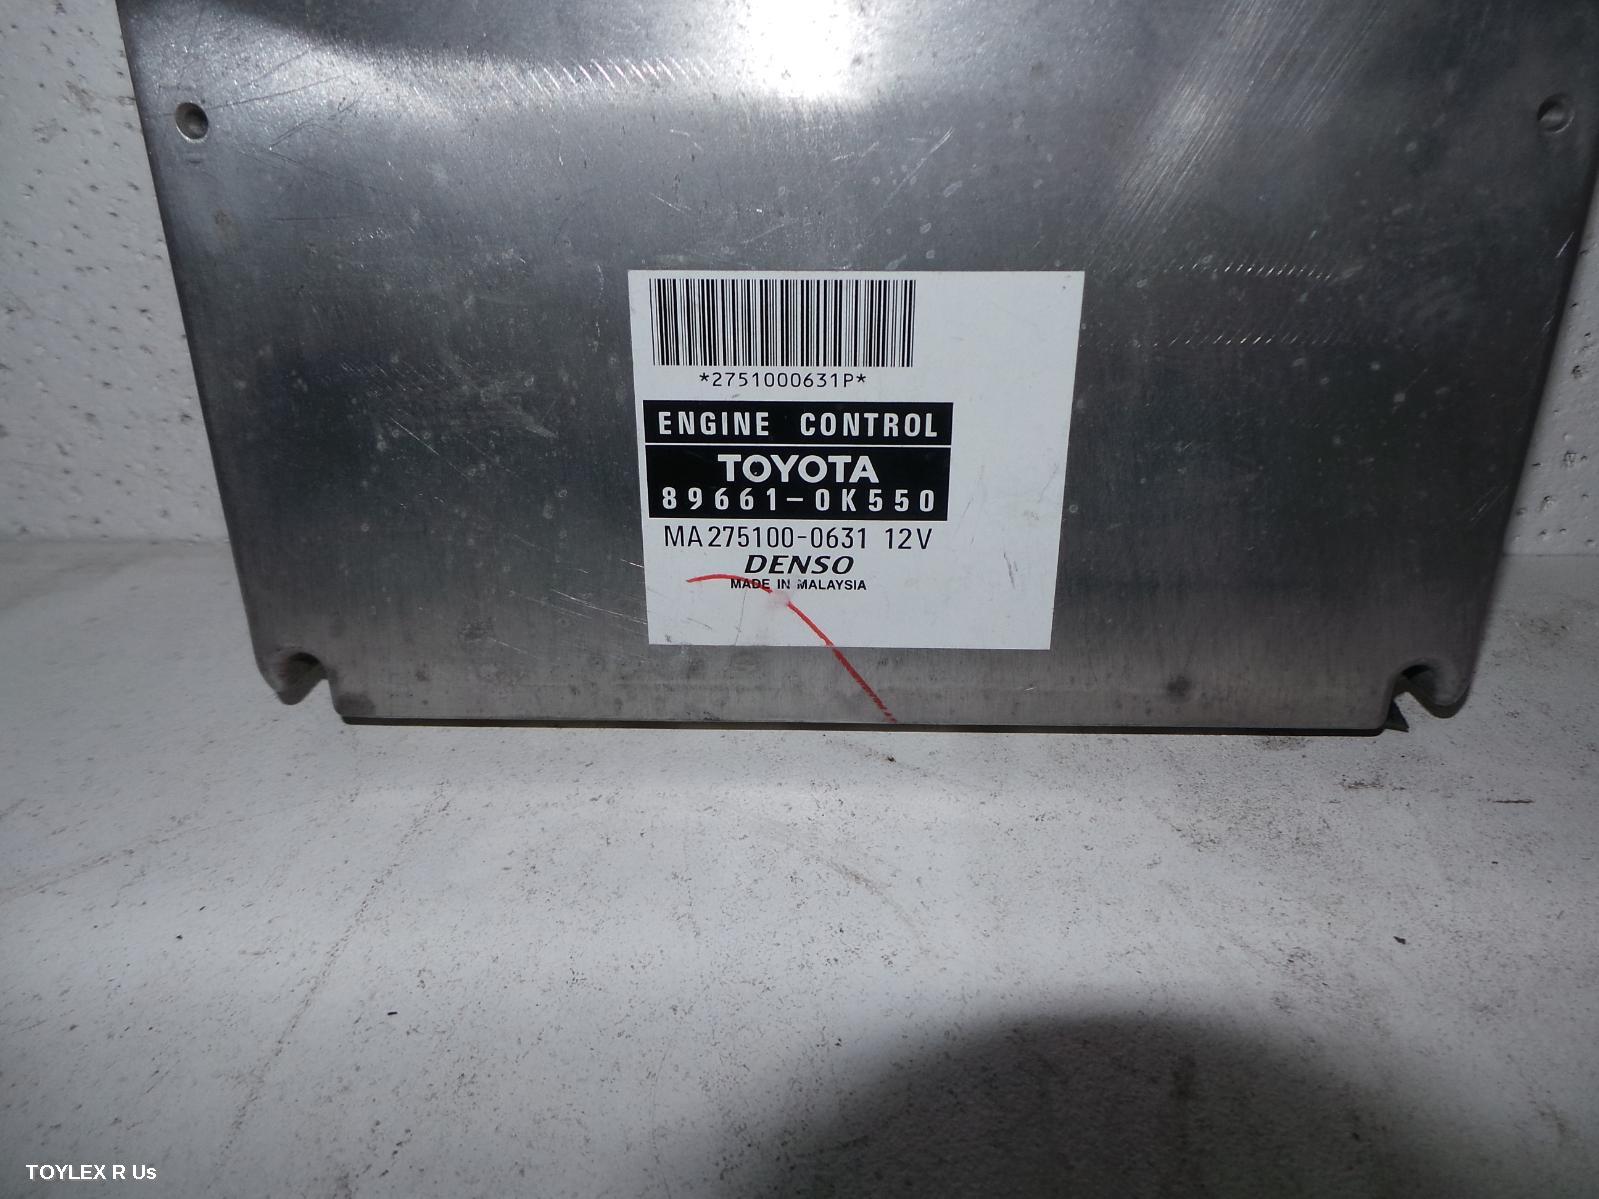 *2751000631P*
ENGINE CONTROL
TOYOTA
89661-0K550
MA275100-0631 12V
DENSO
MADE IN MALAYSIA
TOYLEX R Us